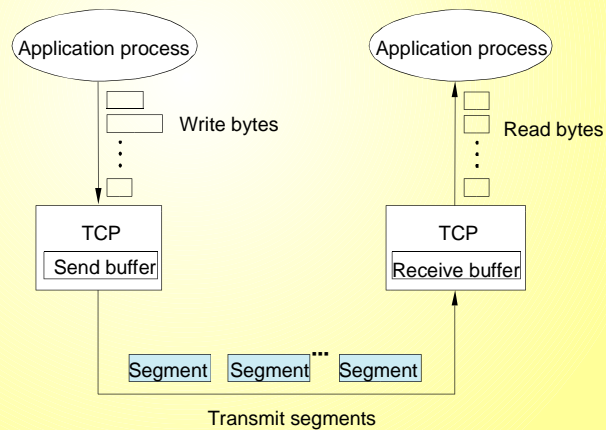 Application process
Application process
Write bytes
Read bytes
TCP
Send buffer
TCP
Receive buffer
Segment Segment ... Segment
Transmit segments